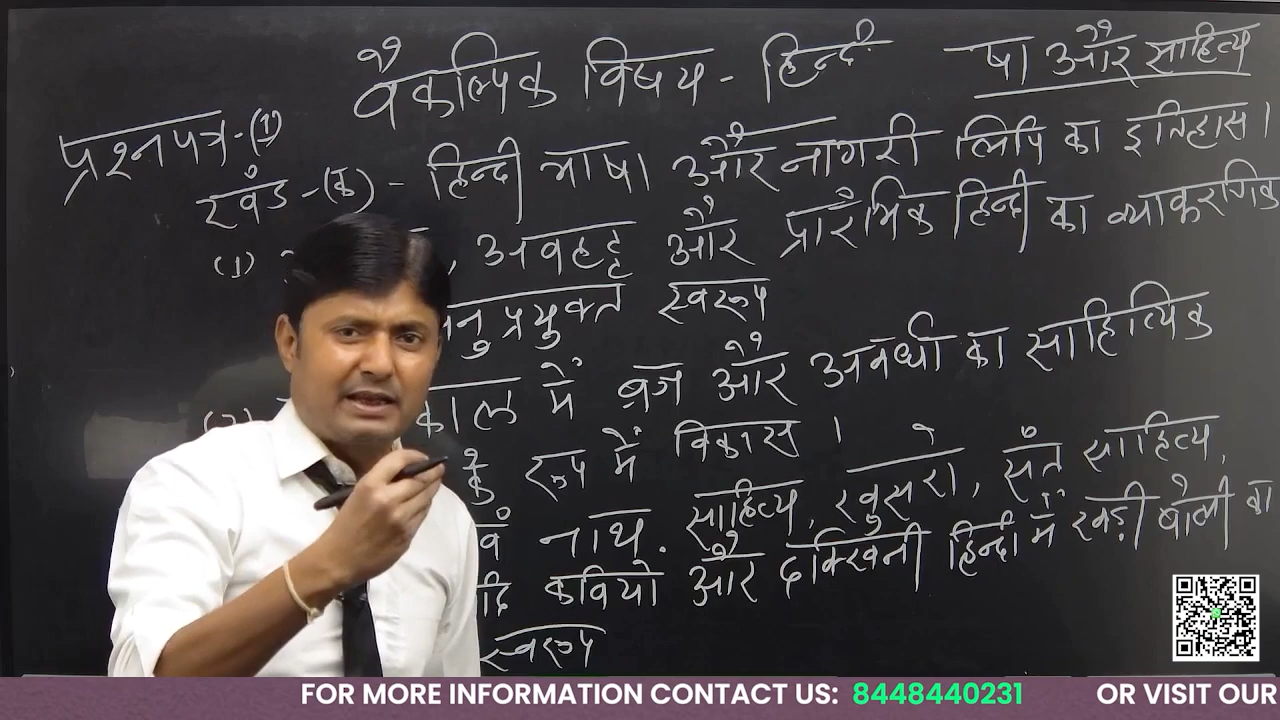 वैकल्पिक विषय - हिन्दी षा और साहित्य
प्रश्नपत्र-(1)
खंड-(क) - हिन्दी भाषा और नागरी लिपि का इतिहास।
(1) , अवहट्ट और प्रारंभिक हिन्दी का व्याकरणिक
नुप्रयुक्त स्वरूप
काल में ब्रज और अवधी का साहित्यिक
के रूप में विकास।
वं नाथ. साहित्य, खुसरो, संत साहित्य,
दि कवियों और दक्खिनी हिन्दी में खड़ी बोली का
स्वरूप
FOR MORE INFORMATION CONTACT US: 8448440231 OR VISIT OUR